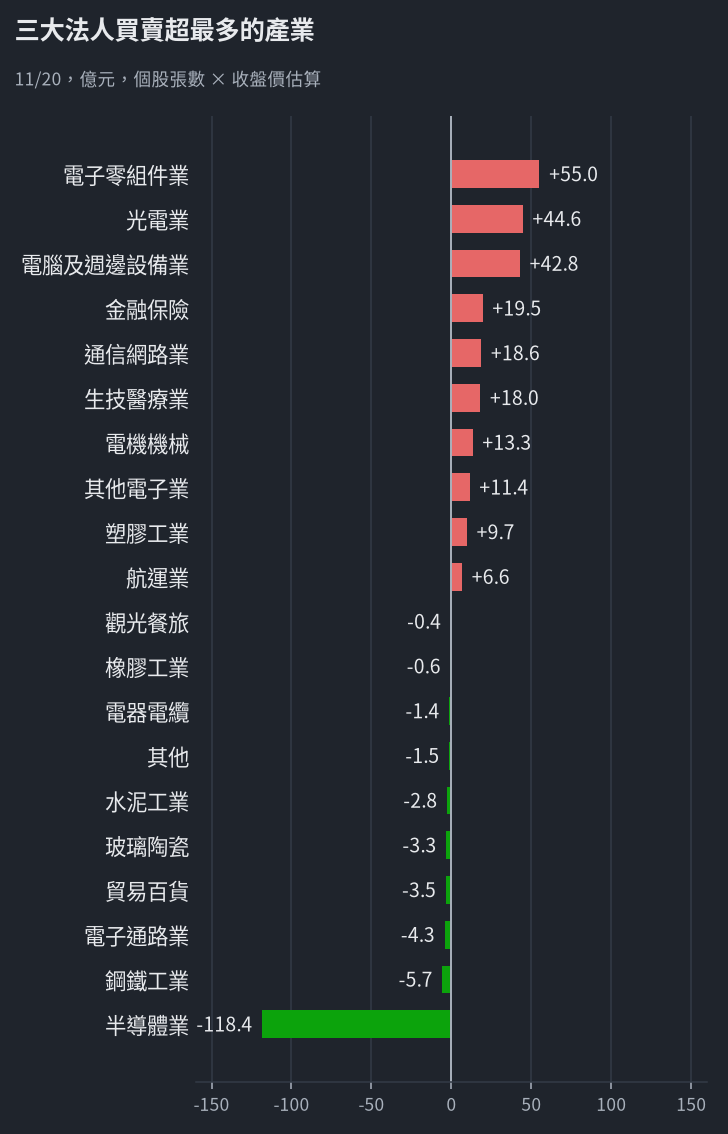 三大法人買賣超最多的產業
11/20，億元，個股張數 × 收盤價估算
電子零組件業 +55.0
光電業 +44.6
電腦及週邊設備業 +42.8
金融保險 +19.5
通信網路業 +18.6
生技醫療業 +18.0
電機機械 +13.3
其他電子業 +11.4
塑膠工業 +9.7
航運業 +6.6
觀光餐旅 -0.4
橡膠工業 -0.6
電器電纜 -1.4
其他 -1.5
水泥工業 -2.8
玻璃陶瓷 -3.3
貿易百貨 -3.5
電子通路業 -4.3
鋼鐵工業 -5.7
半導體業 -118.4
-150 -100 -50 0 50 100 150